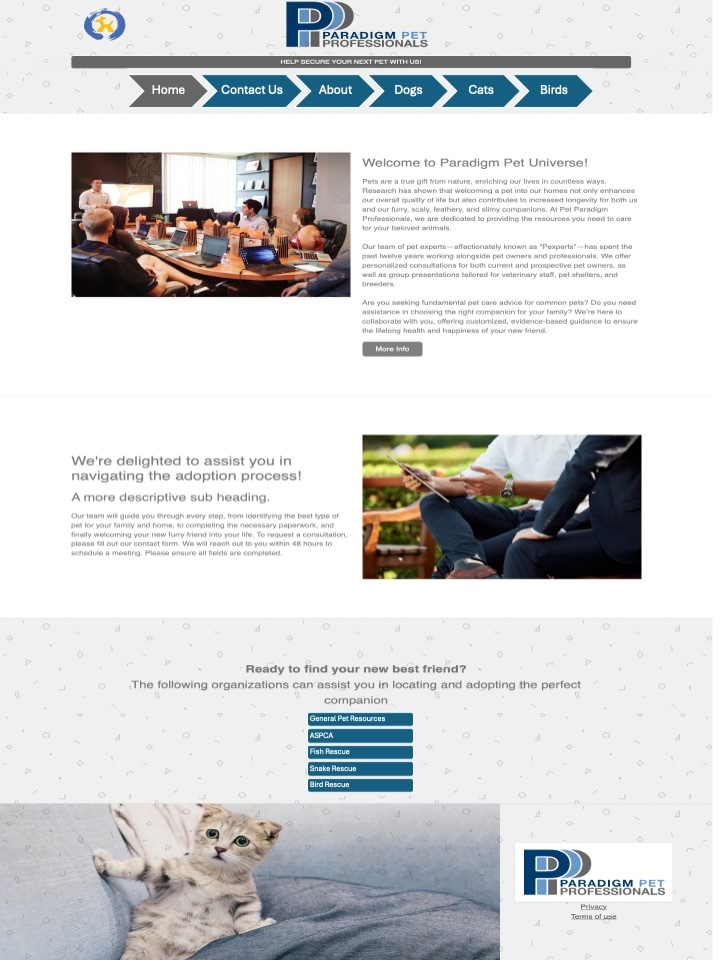 PARADIGM PET
PROFESSIONALS
HELP SECURE YOUR NEXT PET WITH US!
Home
Contact Us
About
Dogs
Cats
Birds
Welcome to Paradigm Pet Universe!
Pets are a true gift from nature, enriching our lives in countless ways.
Research has shown that welcoming a pet into our homes not only enhances
our overall quality of life but also contributes to increased longevity for both us
and our furry, scaly, feathery, and slimy companions. At Pet Paradigm
Professionals, we are dedicated to providing the resources you need to care
for your beloved animals.
Our team of pet experts—affectionately known as “Pexperts”—has spent the
past twelve years working alongside pet owners and professionals. We offer
personalized consultations for both current and prospective pet owners, as
well as group presentations tailored for veterinary staff, pet shelters, and
breeders.
Are you seeking fundamental pet care advice for common pets? Do you need
assistance in choosing the right companion for your family? We're here to
collaborate with you, offering customized, evidence-based guidance to ensure
the lifelong health and happiness of your new friend.
More Info
We're delighted to assist you in
navigating the adoption process!
A more descriptive sub heading.
Our team will guide you through every step, from identifying the best type of
pet for your family and home, to completing the necessary paperwork, and
finally welcoming your new furry friend into your life. To request a consultation,
please fill out our contact form. We will reach out to you within 48 hours to
schedule a meeting. Please ensure all fields are completed.
Ready to find your new best friend?
The following organizations can assist you in locating and adopting the perfect
companion
General Pet Resources
ASPCA
Fish Rescue
Snake Rescue
Bird Rescue
PARADIGM PET
PROFESSIONALS
Privacy
Terms of use